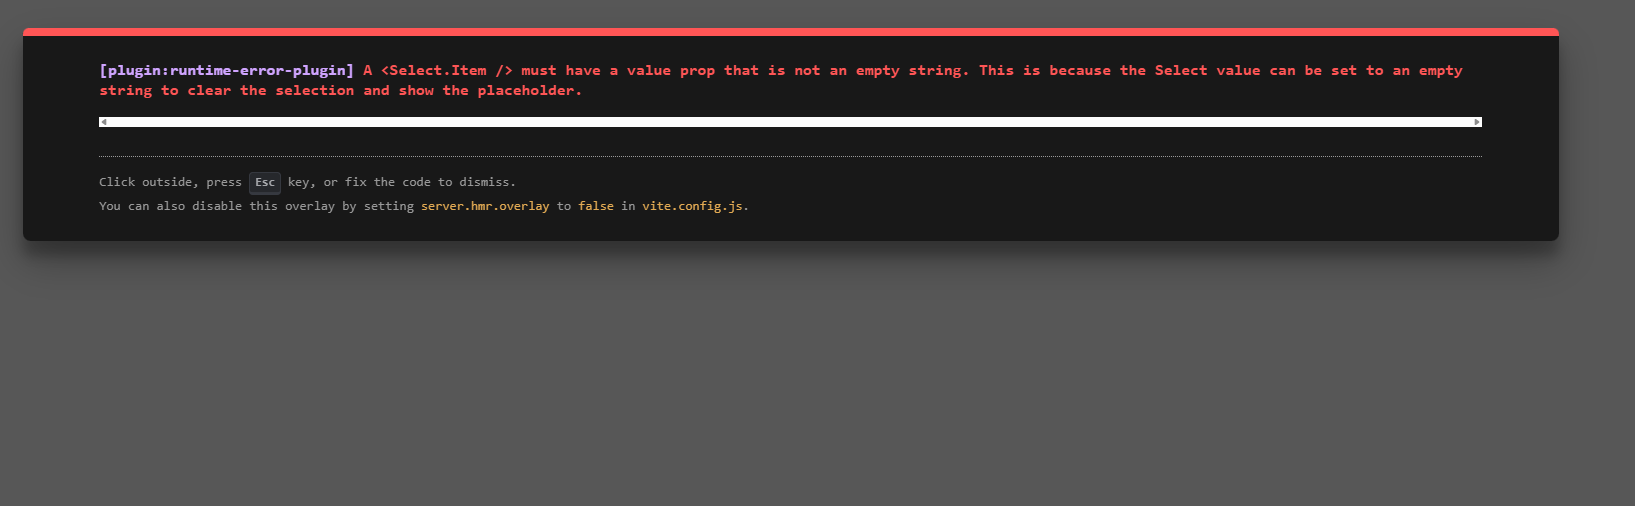 [plugin:runtime-error-plugin] A <Select.Item /> must have a value prop that is not an empty string. This is because the Select value can be set to an empty
string to clear the selection and show the placeholder.
Click outside, press Esc key, or fix the code to dismiss.
You can also disable this overlay by setting server.hmr.overlay to false in vite.config.js.